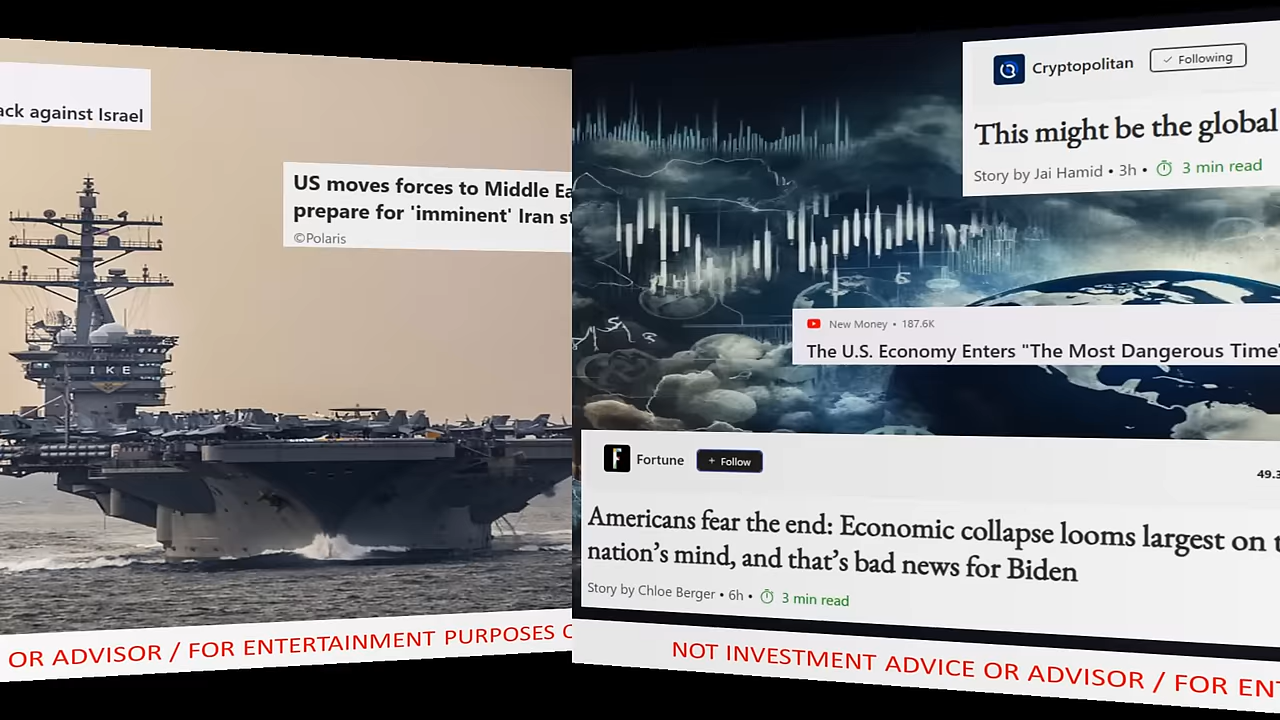 ack against Israel
US moves forces to Middle Ea
prepare for 'imminent' Iran st
©Polaris
IKE
OR ADVISOR / FOR ENTERTAINMENT PURPOSES O
Cryptopolitan
✓ Following
This might be the global
Story by Jai Hamid • 3h • 3 min read
New Money • 187.6K
The U.S. Economy Enters "The Most Dangerous Time"
Fortune
+ Follow
49.3
Americans fear the end: Economic collapse looms largest on t
nation's mind, and that's bad news for Biden
Story by Chloe Berger • 6h • 3 min read
NOT INVESTMENT ADVICE OR ADVISOR / FOR ENT